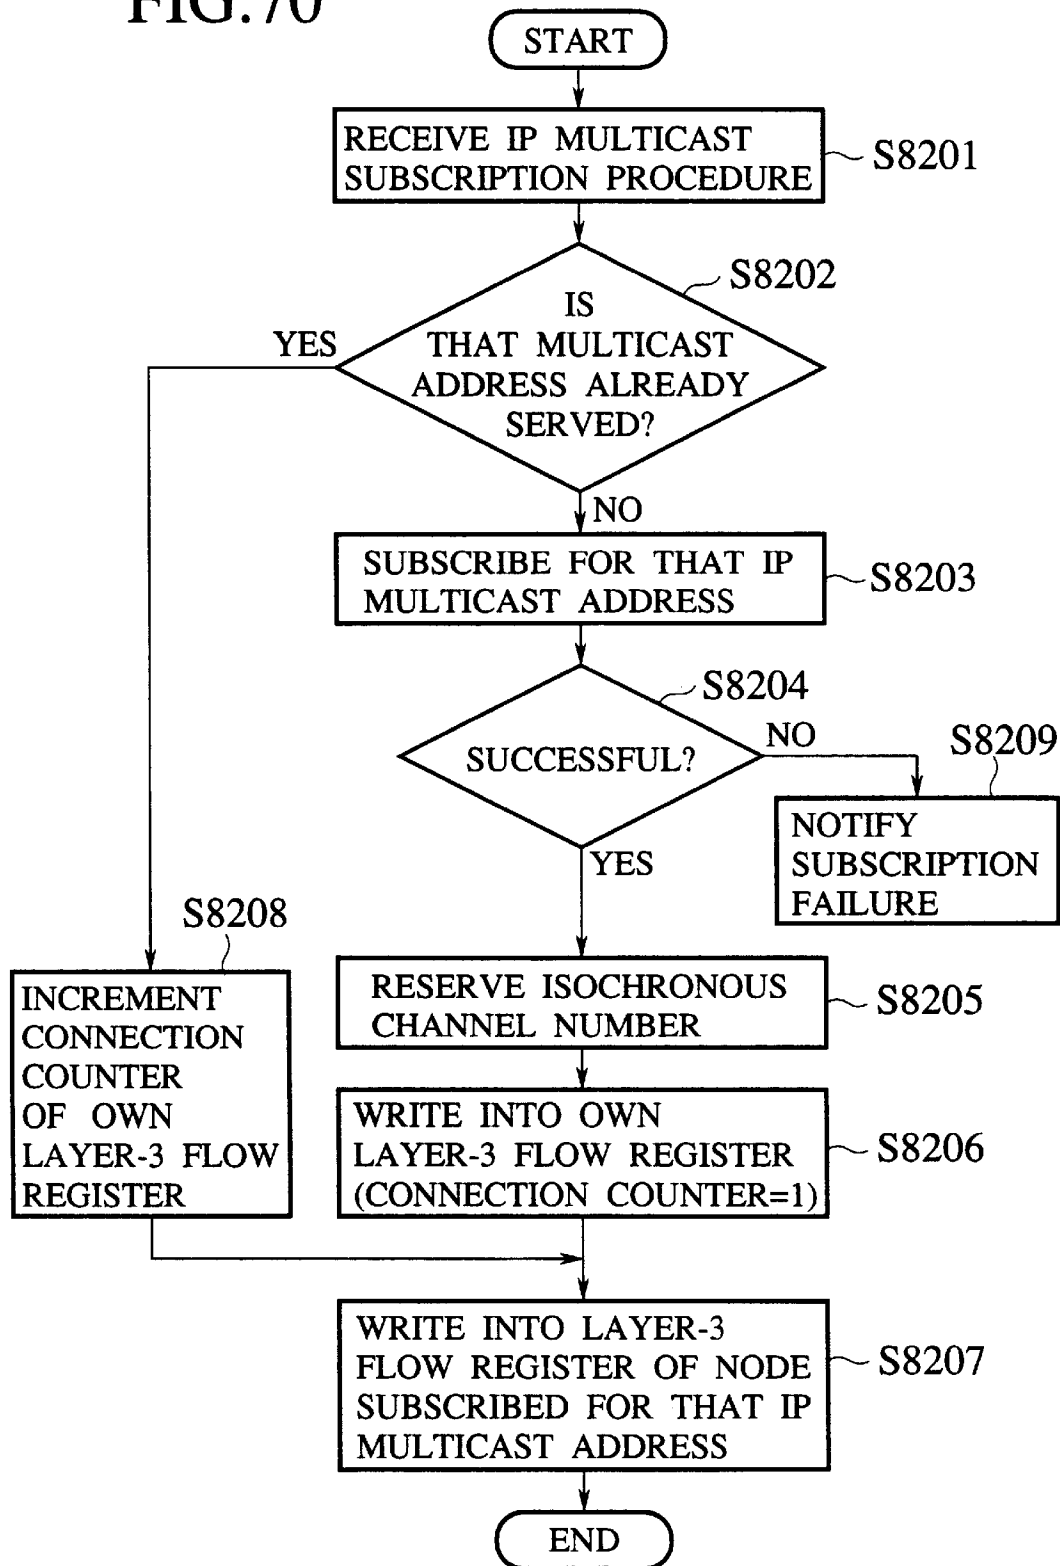 FIG.70
START
RECEIVE IP MULTICAST
SUBSCRIPTION PROCEDURE
S8201
S8202
IS
THAT MULTICAST
ADDRESS ALREADY
SERVED?
YES
NO
SUBSCRIBE FOR THAT IP
MULTICAST ADDRESS
S8203
S8204
SUCCESSFUL?
NO
S8209
NOTIFY
SUBSCRIPTION
FAILURE
YES
S8208
INCREMENT
CONNECTION
COUNTER
OF OWN
LAYER-3 FLOW
REGISTER
RESERVE ISOCHRONOUS
CHANNEL NUMBER
S8205
WRITE INTO OWN
LAYER-3 FLOW REGISTER
(CONNECTION COUNTER=1)
S8206
WRITE INTO LAYER-3
FLOW REGISTER OF NODE
SUBSCRIBED FOR THAT IP
MULTICAST ADDRESS
S8207
END